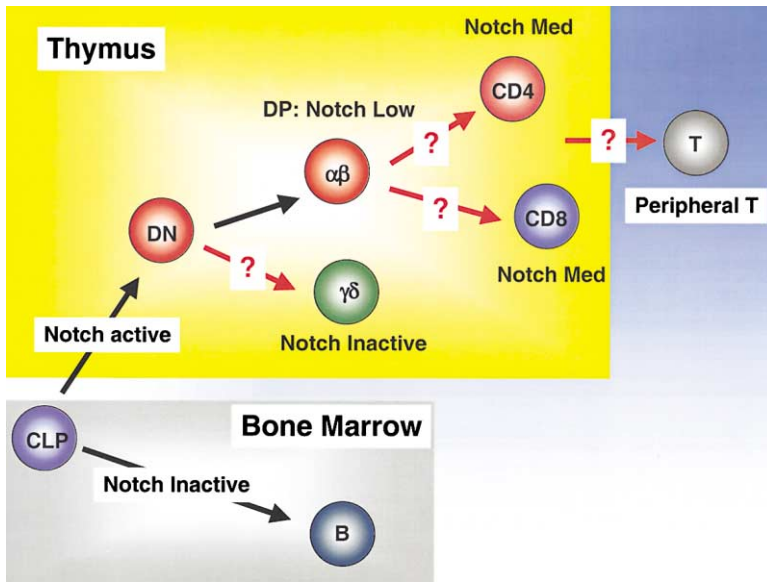 Thymus
Notch Med
CD4
DP: Notch Low
?
?
T
αβ
?
Peripheral T
DN
CD8
?
Notch Med
γδ
Notch Inactive
Notch active
Bone Marrow
CLP
Notch Inactive
B